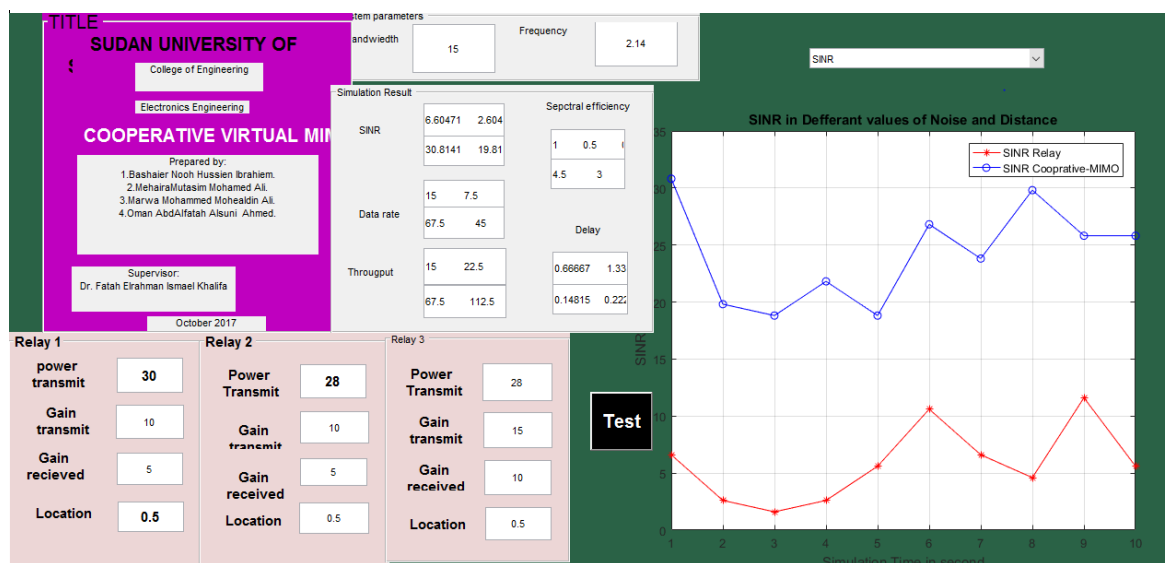 TITLE
SUDAN UNIVERSITY OF
College of Engineering
Electronics Engineering
COOPERATIVE VIRTUAL MIM
Prepared by:
1.Bashaier Nooh Hussien Ibrahiem.
2.MehairaMutasim Mohamed Ali.
3.Marwa Mohammed Mohealdin Ali.
4.Oman AbdAlfatah Alsuni Ahmed.
Supervisor:
Dr. Fatah Elrahman Ismael Khalifa
October 2017
stem parameters
andwiedth
15
Frequency
2.14
Simulation Result
SINR
6.60471 2.604
30.8141 19.81
Data rate
15 7.5
67.5 45
Througput
15 22.5
67.5 112.5
Sepctral efficiency
1 0.5
4.5 3
Delay
0.66667 1.33
0.14815 0.222
Relay 1
power
transmit
30
Gain
transmit
10
Gain
recieved
5
Location
0.5
Relay 2
Power
Transmit
28
Gain
transmit
10
Gain
received
5
Location
0.5
Relay 3
Power
Transmit
28
Gain
transmit
15
Gain
received
10
Location
0.5
Test
SINR
SINR in Defferant values of Noise and Distance
SINR Relay
SINR Cooprative-MIMO
SINR
35
30
25
20
15
10
5
0
1 2 3 4 5 6 7 8 9 10
Simulation Time in second